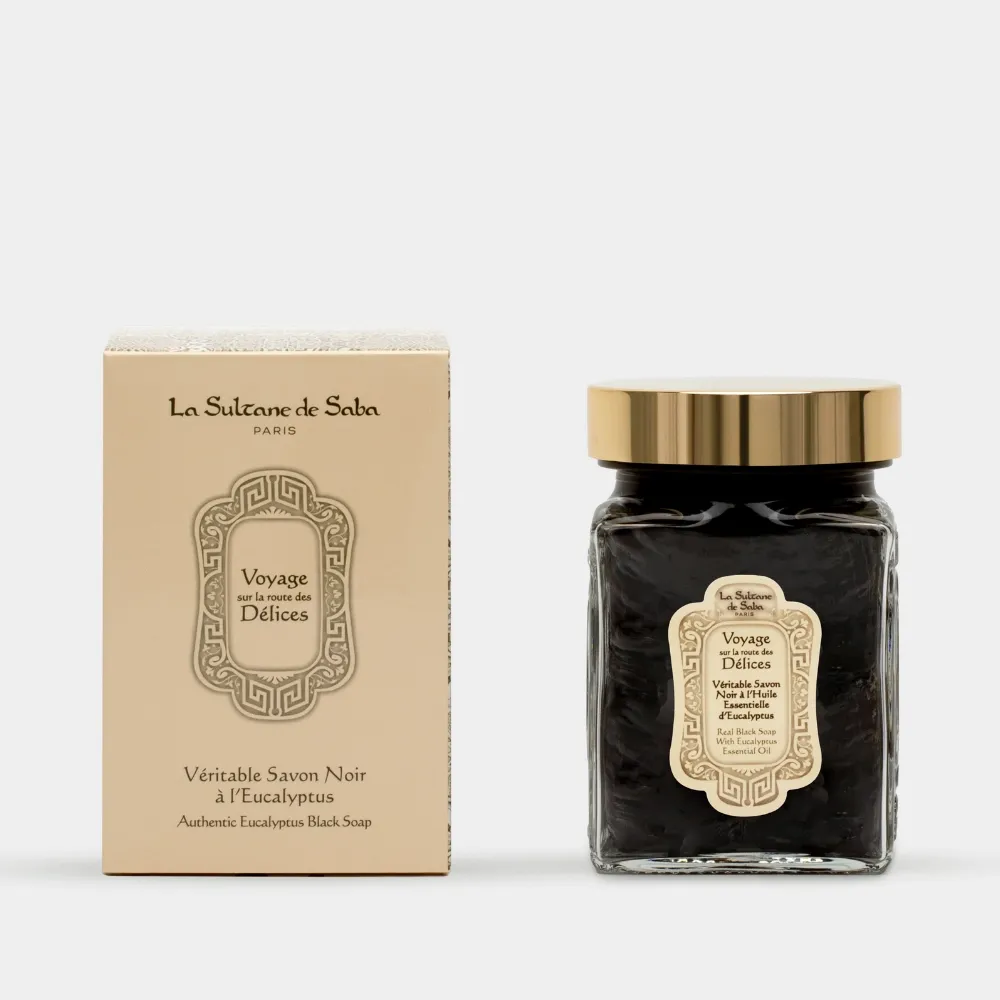 La Sultane de Saba
PARIS
Voyage
sur la route des
Délices
Véritable Savon Noir
à l'Eucalyptus
Authentic Eucalyptus Black Soap
La Sultane
de Saba
PARIS
Voyage
sur la route des
Délices
Véritable Savon
Noir à l'Huile
Essentielle
d'Eucalyptus
Real Black Soap
With Eucalyptus
Essential Oil